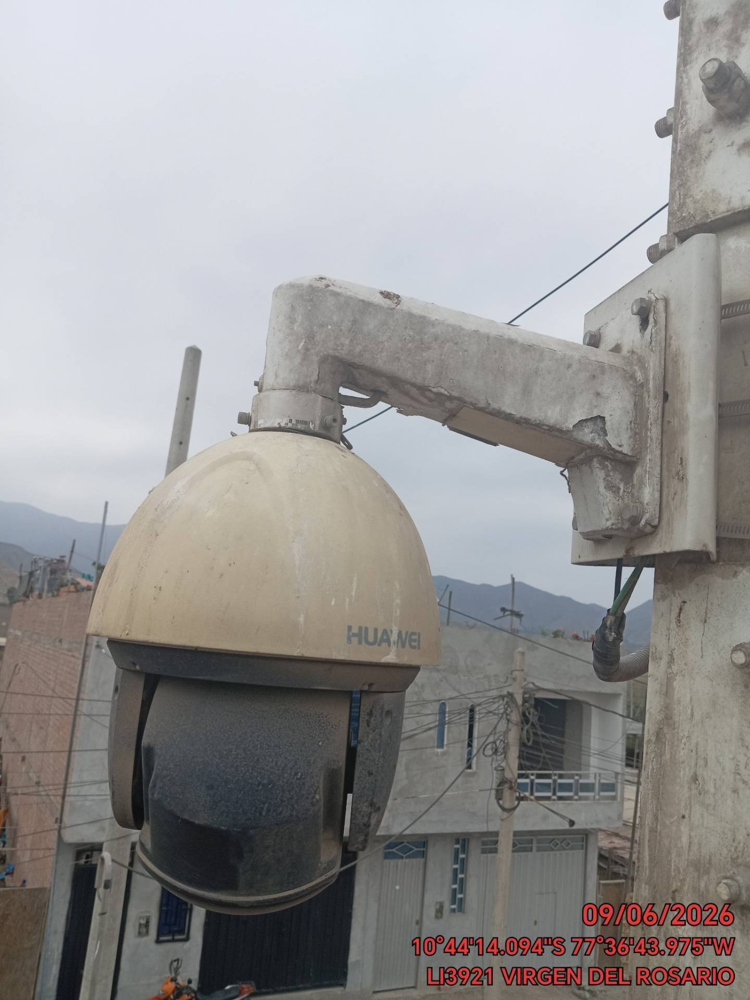 HUAWEI
09/06/2026
10°44'14.094"S 77°36'43.975"W
LI3921 VIRGEN DEL ROSARIO